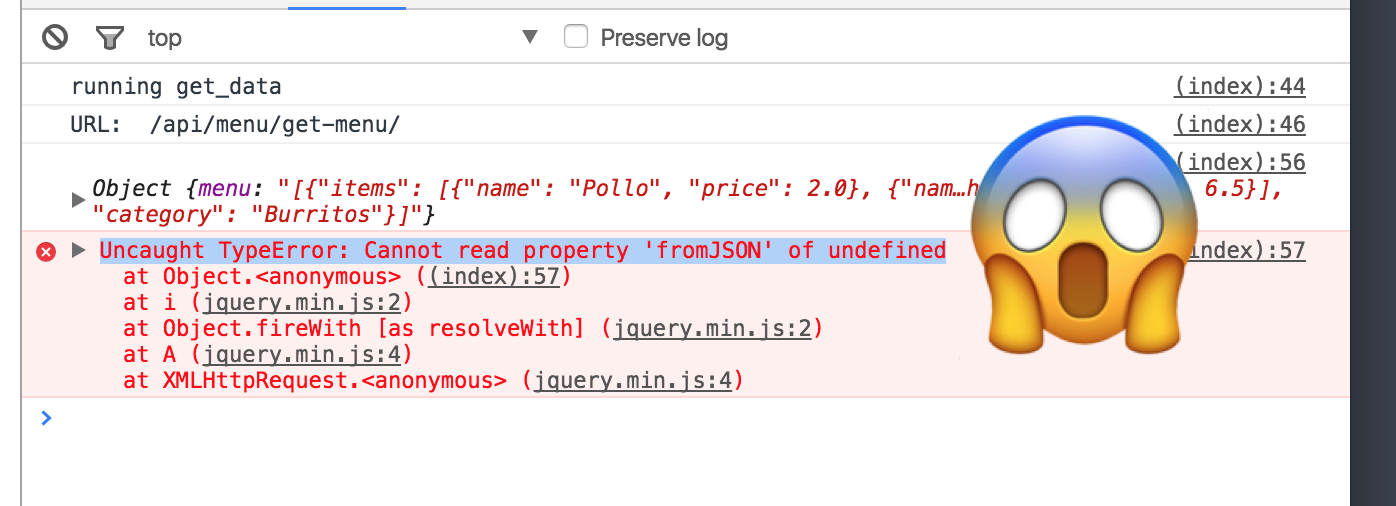 top Preserve log
running get_data (index):44
URL:  /api/menu/get-menu/ (index):46
(index):56
Object {menu: "[{"items": [{"name": "Pollo", "price": 2.0}, {"nam…h 6.5}],
"category": "Burritos"}]"}
Uncaught TypeError: Cannot read property 'fromJSON' of undefined index):57
at Object.<anonymous> ((index):57)
at i (jquery.min.js:2)
at Object.fireWith [as resolveWith] (jquery.min.js:2)
at A (jquery.min.js:4)
at XMLHttpRequest.<anonymous> (jquery.min.js:4)